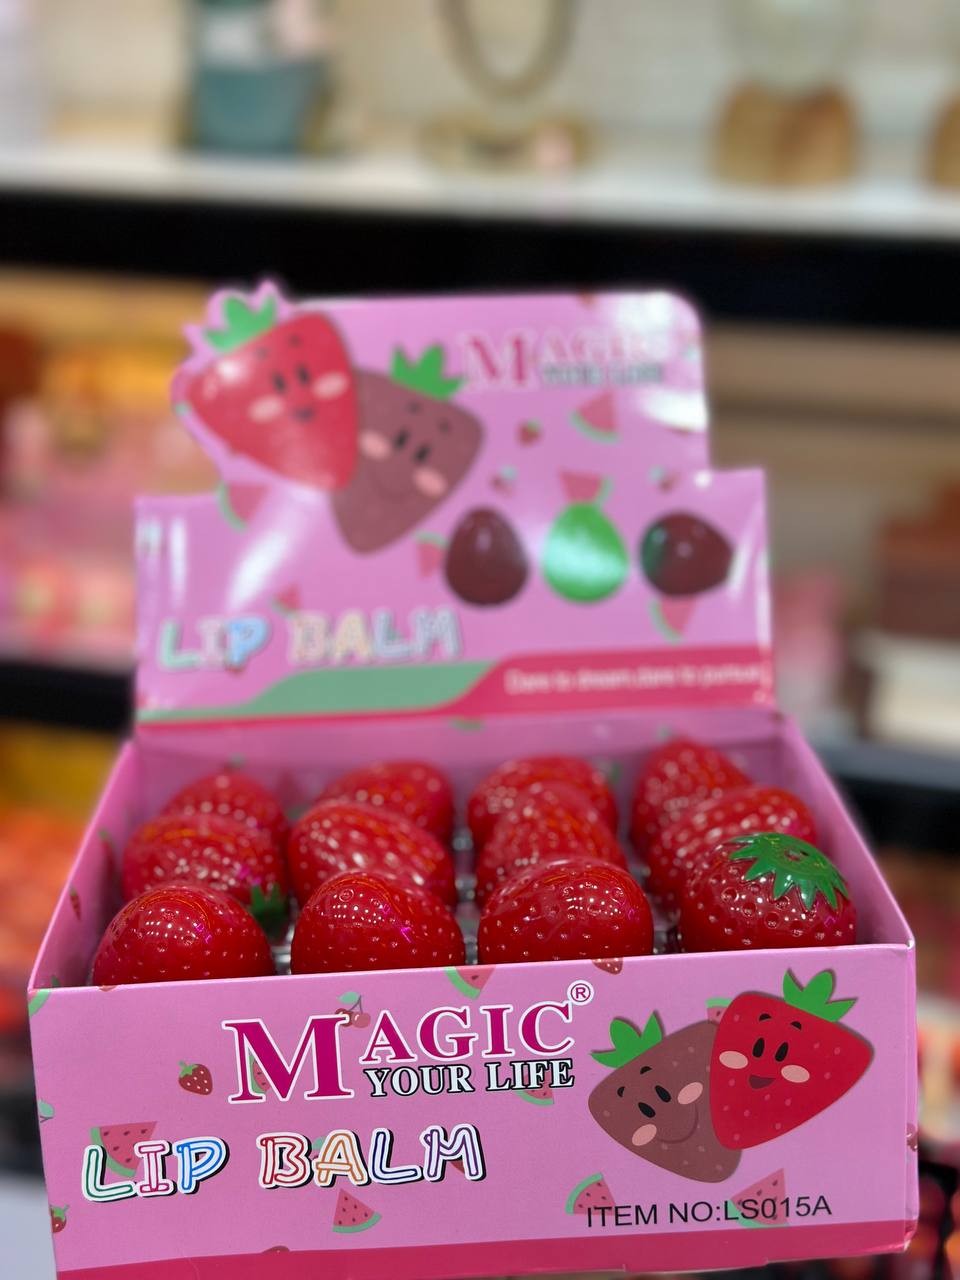 MAGIC
YOUR LIFE
LIP BALM
Dare to dream,dare to pursue
MAGIC®
YOUR LIFE
LIP BALM
ITEM NO:LS015A